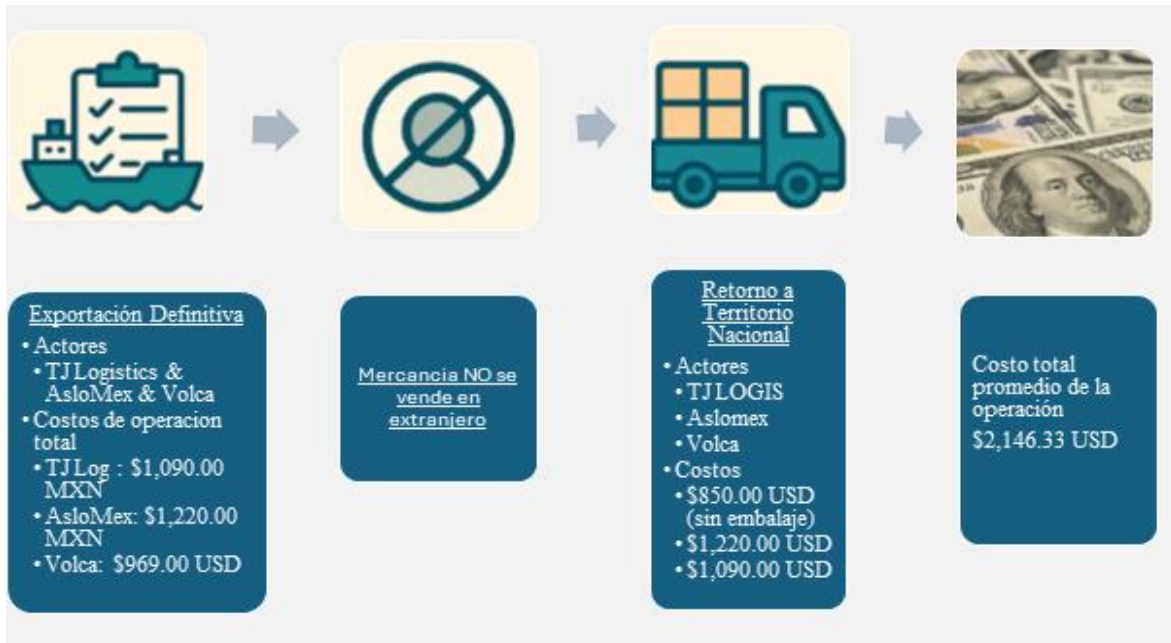 Exportación Definitiva
• Actores
• TJ Logistics &
AsloMex & Volca
• Costos de operacion
total
• TJ Log : $1,090.00
MXN
• AsloMex: $1,220.00
MXN
• Volca: $969.00 USD
Mercancia NO se
vende en
extranjero
Retorno a
Territorio
Nacional
• Actores
• TJ LOGIS
• Aslomex
• Volca
• Costos
• $850.00 USD
(sin embalaje)
• $1,220.00 USD
• $1,090.00 USD
Costo total
promedio de la
operación
$2,146.33 USD